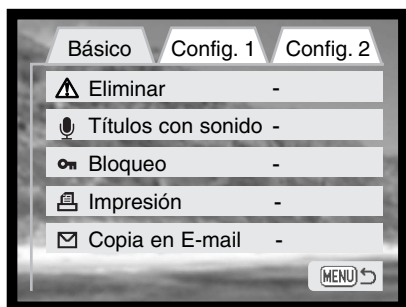 Básico Config. 1 Config. 2
Eliminar -
Títulos con sonido -
Bloqueo -
Impresión -
Copia en E-mail -
MENU